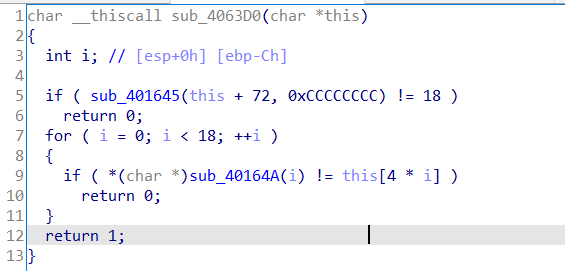 1 char __thiscall sub_4063D0(char *this)
2 {
3   int i; // [esp+0h] [ebp-Ch]
4
5   if ( sub_401645(this + 72, 0xCCCCCCCC) != 18 )
6     return 0;
7   for ( i = 0; i < 18; ++i )
8   {
9     if ( *(char *)sub_40164A(i) != this[4 * i] )
10       return 0;
11   }
12   return 1;
13 }